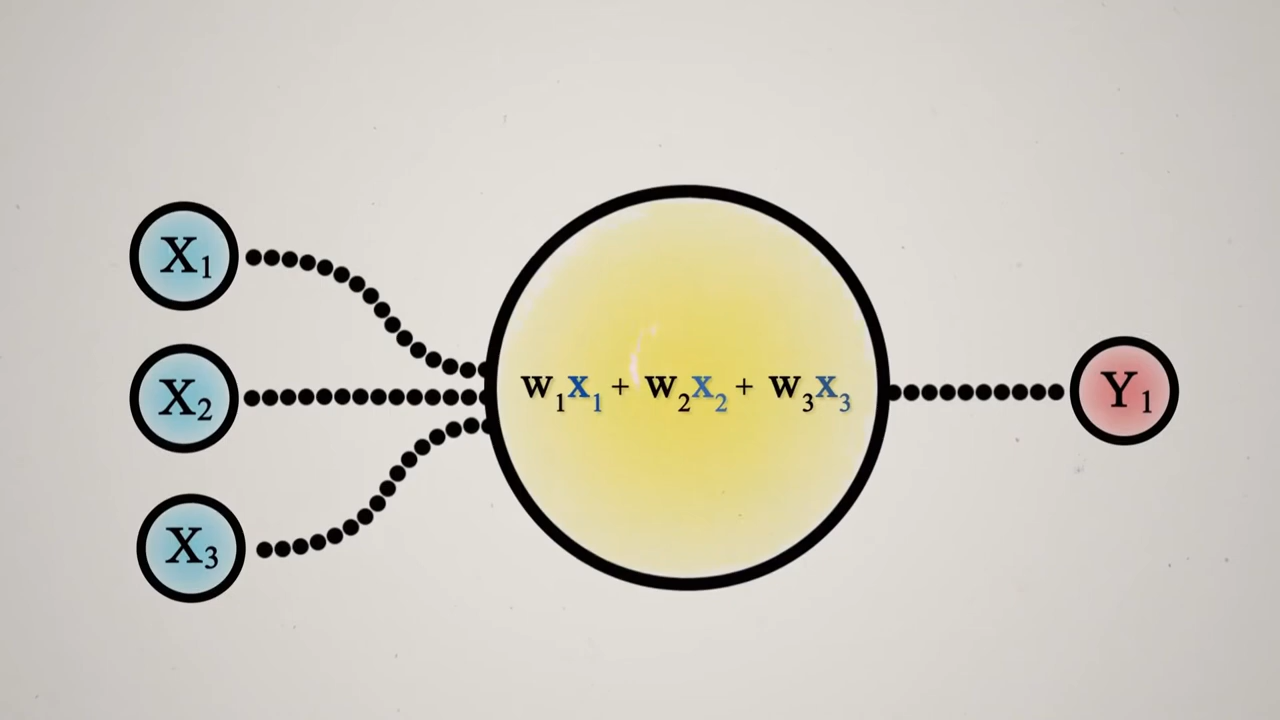 X₁
X₂
X₃
W₁X₁ + W₂X₂ + W₃X₃
Y₁